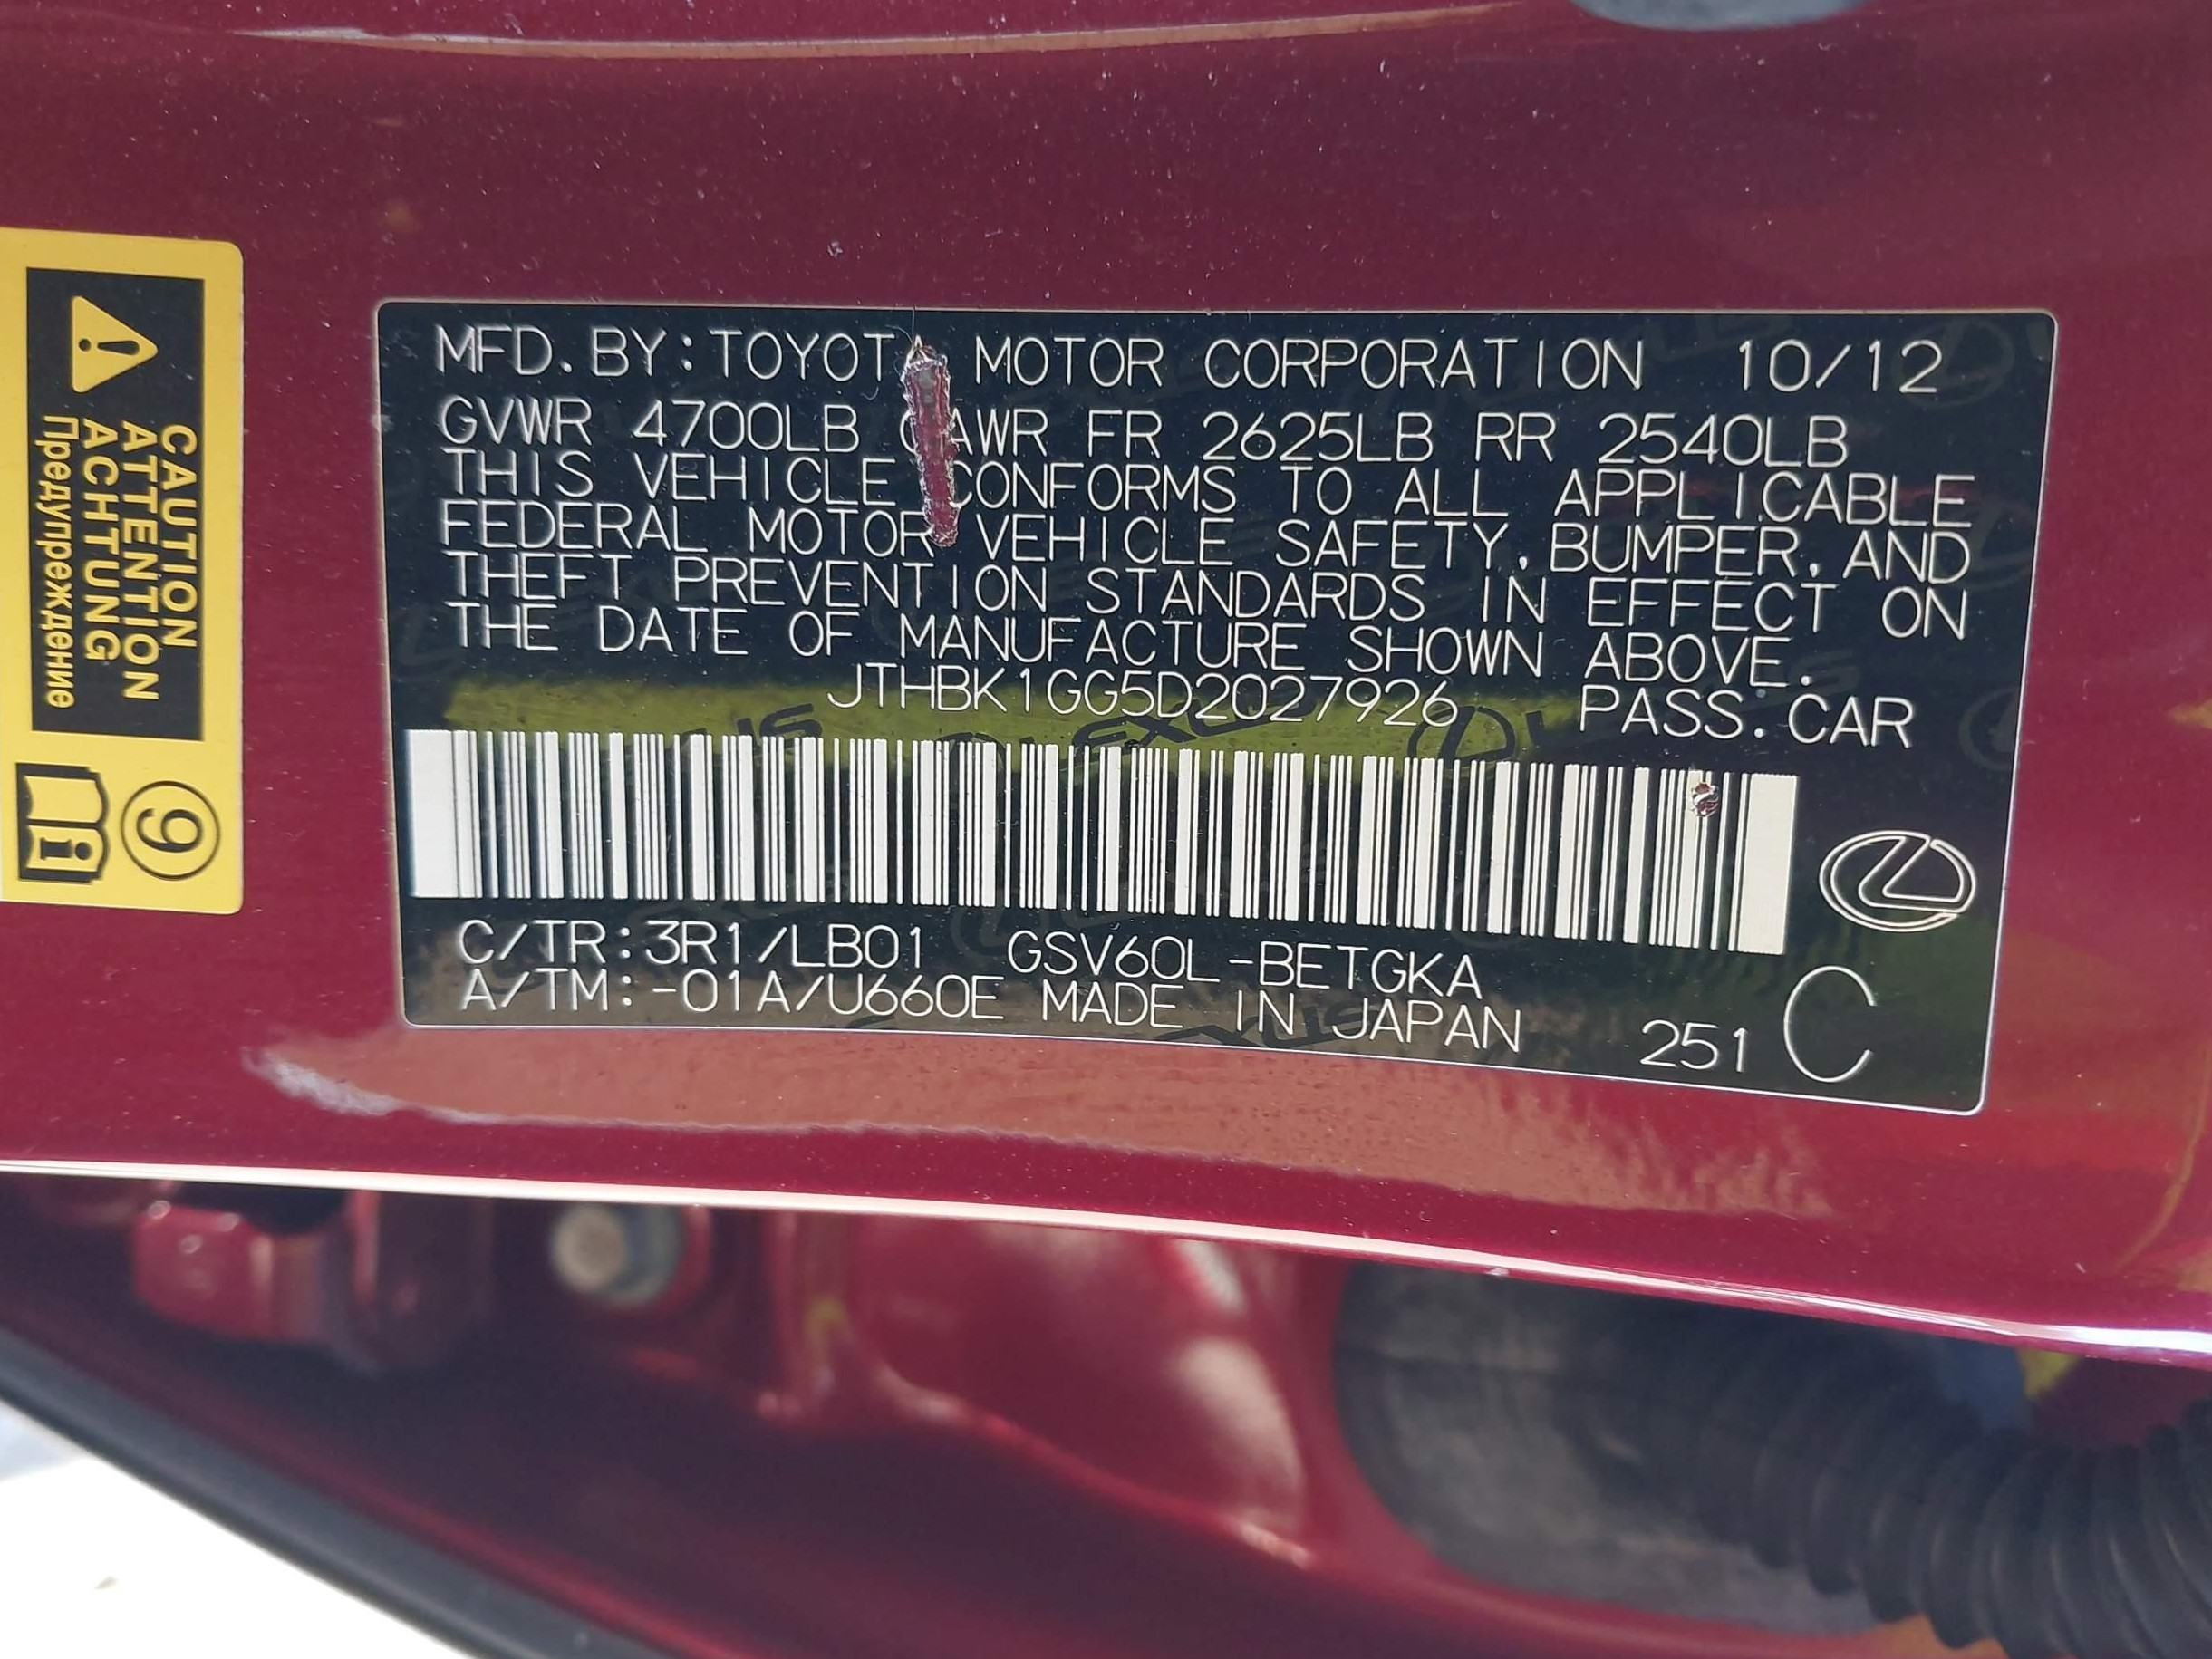 CAUTION
ATTENTION
ACHTUNG
Предупреждение
9
MFD. BY: TOYOT MOTOR CORPORATION 10/12
GVWR 4700LB GAWR FR 2625LB RR 2540LB
THIS VEHICLE CONFORMS TO ALL APPLICABLE
FEDERAL MOTOR VEHICLE SAFETY, BUMPER, AND
THEFT PREVENTION STANDARDS IN EFFECT ON
THE DATE OF MANUFACTURE SHOWN ABOVE.
JTHBK1GG5D2027926 PASS. CAR
C/TR: 3R1/LB01 GSV60L-BETGKA
A/TM: -01A/U660E MADE IN JAPAN 251 C